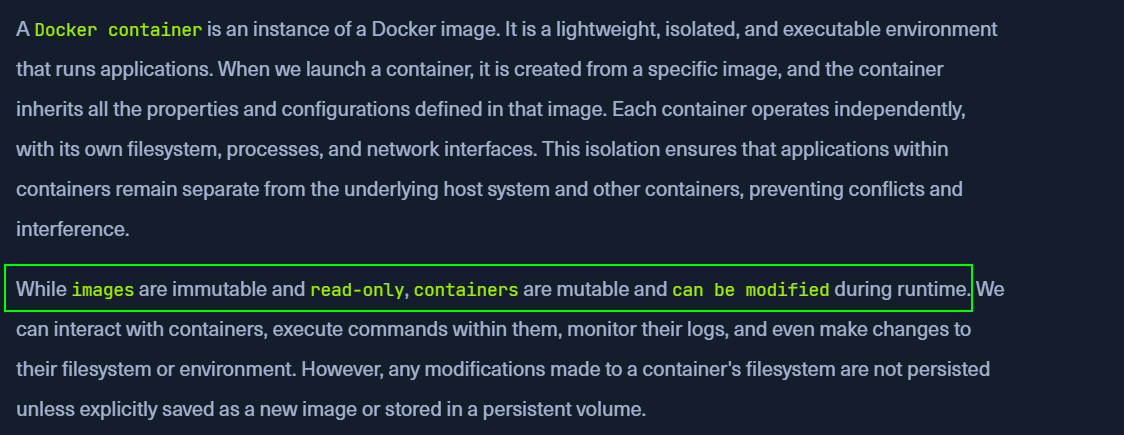 A Docker container is an instance of a Docker image. It is a lightweight, isolated, and executable environment
that runs applications. When we launch a container, it is created from a specific image, and the container
inherits all the properties and configurations defined in that image. Each container operates independently,
with its own filesystem, processes, and network interfaces. This isolation ensures that applications within
containers remain separate from the underlying host system and other containers, preventing conflicts and
interference.
While images are immutable and read-only, containers are mutable and can be modified during runtime. We
can interact with containers, execute commands within them, monitor their logs, and even make changes to
their filesystem or environment. However, any modifications made to a container's filesystem are not persisted
unless explicitly saved as a new image or stored in a persistent volume.